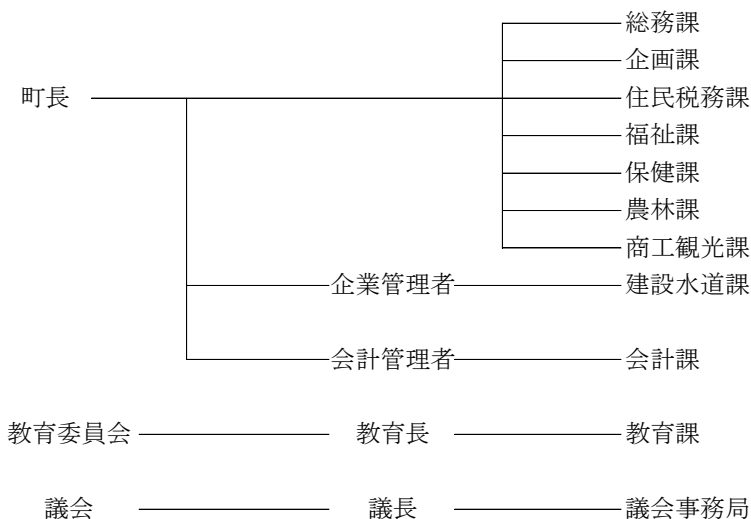 総務課
企画課
町長 住民税務課
福祉課
保健課
農林課
商工観光課
企業管理者 建設水道課
会計管理者 会計課
教育委員会 教育長 教育課
議会 議長 議会事務局